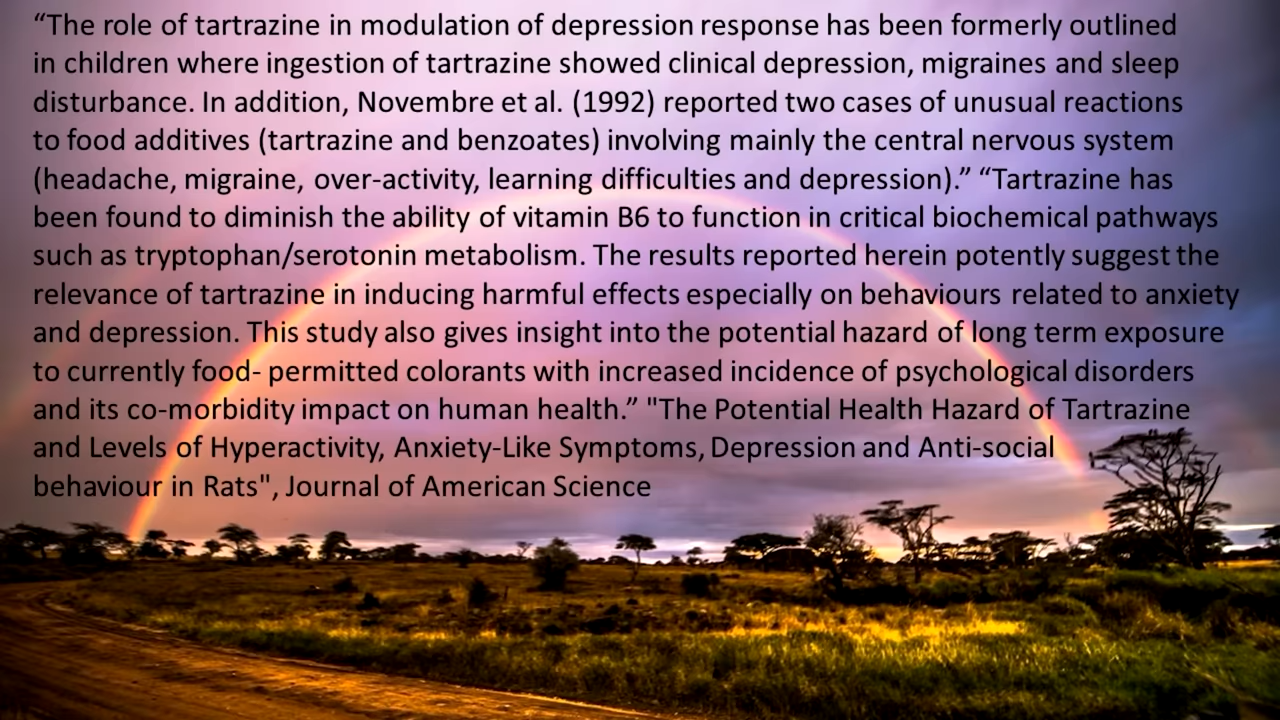 “The role of tartrazine in modulation of depression response has been formerly outlined
in children where ingestion of tartrazine showed clinical depression, migraines and sleep
disturbance. In addition, Novembre et al. (1992) reported two cases of unusual reactions
to food additives (tartrazine and benzoates) involving mainly the central nervous system
(headache, migraine, over-activity, learning difficulties and depression).” “Tartrazine has
been found to diminish the ability of vitamin B6 to function in critical biochemical pathways
such as tryptophan/serotonin metabolism. The results reported herein potently suggest the
relevance of tartrazine in inducing harmful effects especially on behaviours related to anxiety
and depression. This study also gives insight into the potential hazard of long term exposure
to currently food- permitted colorants with increased incidence of psychological disorders
and its co-morbidity impact on human health.” "The Potential Health Hazard of Tartrazine
and Levels of Hyperactivity, Anxiety-Like Symptoms, Depression and Anti-social
behaviour in Rats", Journal of American Science